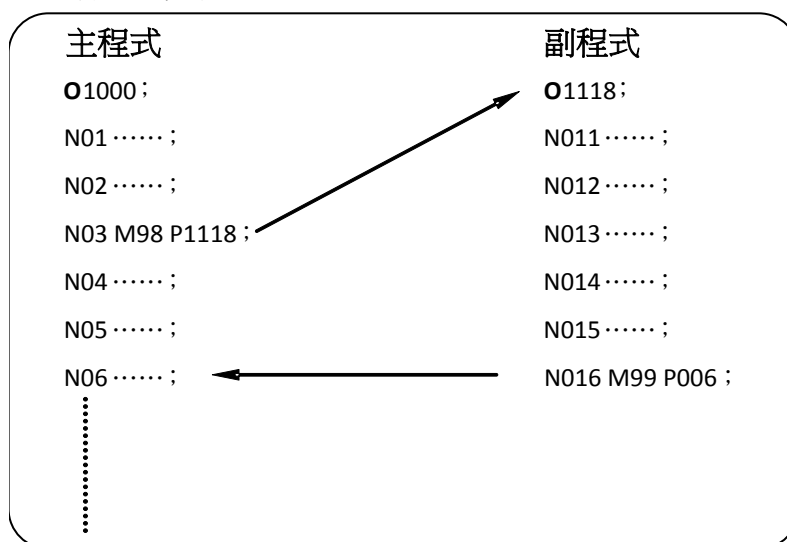 主程式
O1000；
N01……；
N02……；
N03 M98 P1118；
N04……；
N05……；
N06……；
副程式
O1118；
N011……；
N012……；
N013……；
N014……；
N015……；
N016 M99 P006；